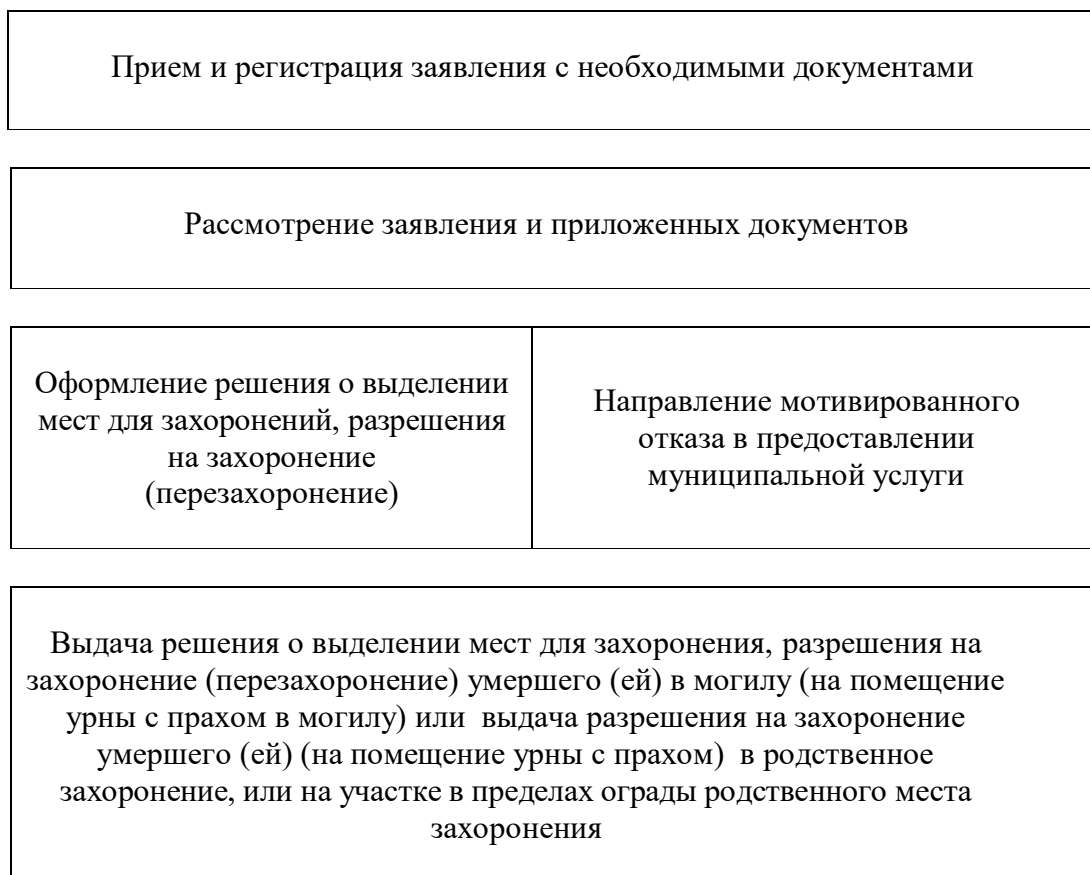 Прием и регистрация заявления с необходимыми документами
Рассмотрение заявления и приложенных документов
Оформление решения о выделении
мест для захоронений, разрешения
на захоронение
(перезахоронение)
Направление мотивированного
отказа в предоставлении
муниципальной услуги
Выдача решения о выделении мест для захоронения, разрешения на
захоронение (перезахоронение) умершего (ей) в могилу (на помещение
урны с прахом в могилу) или выдача разрешения на захоронение
умершего (ей) (на помещение урны с прахом) в родственное
захоронение, или на участке в пределах ограды родственного места
захоронения